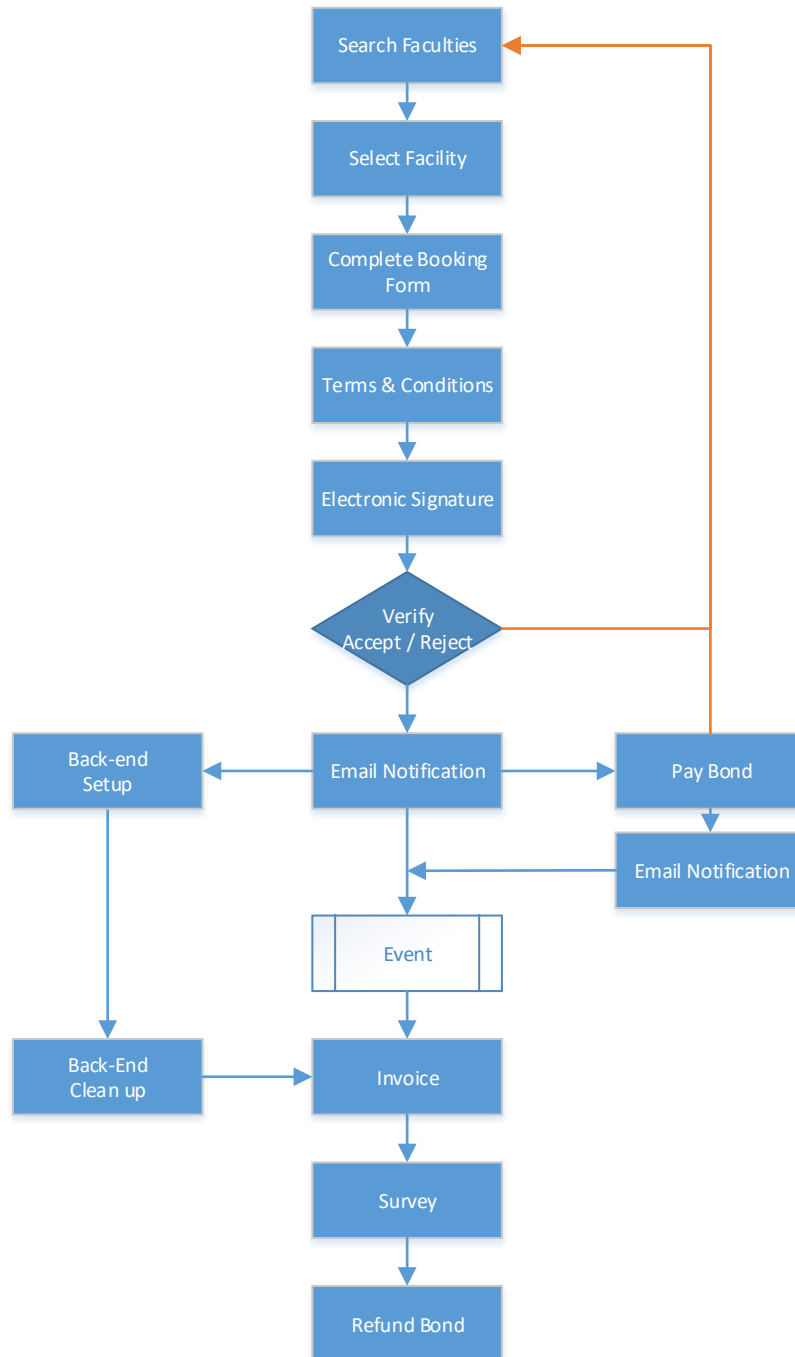 Search Faculties
Select Facility
Complete Booking
Form
Terms & Conditions
Electronic Signature
Verify
Accept / Reject
Back-end
Setup
Email Notification
Pay Bond
Email Notification
Event
Back-End
Clean up
Invoice
Survey
Refund Bond